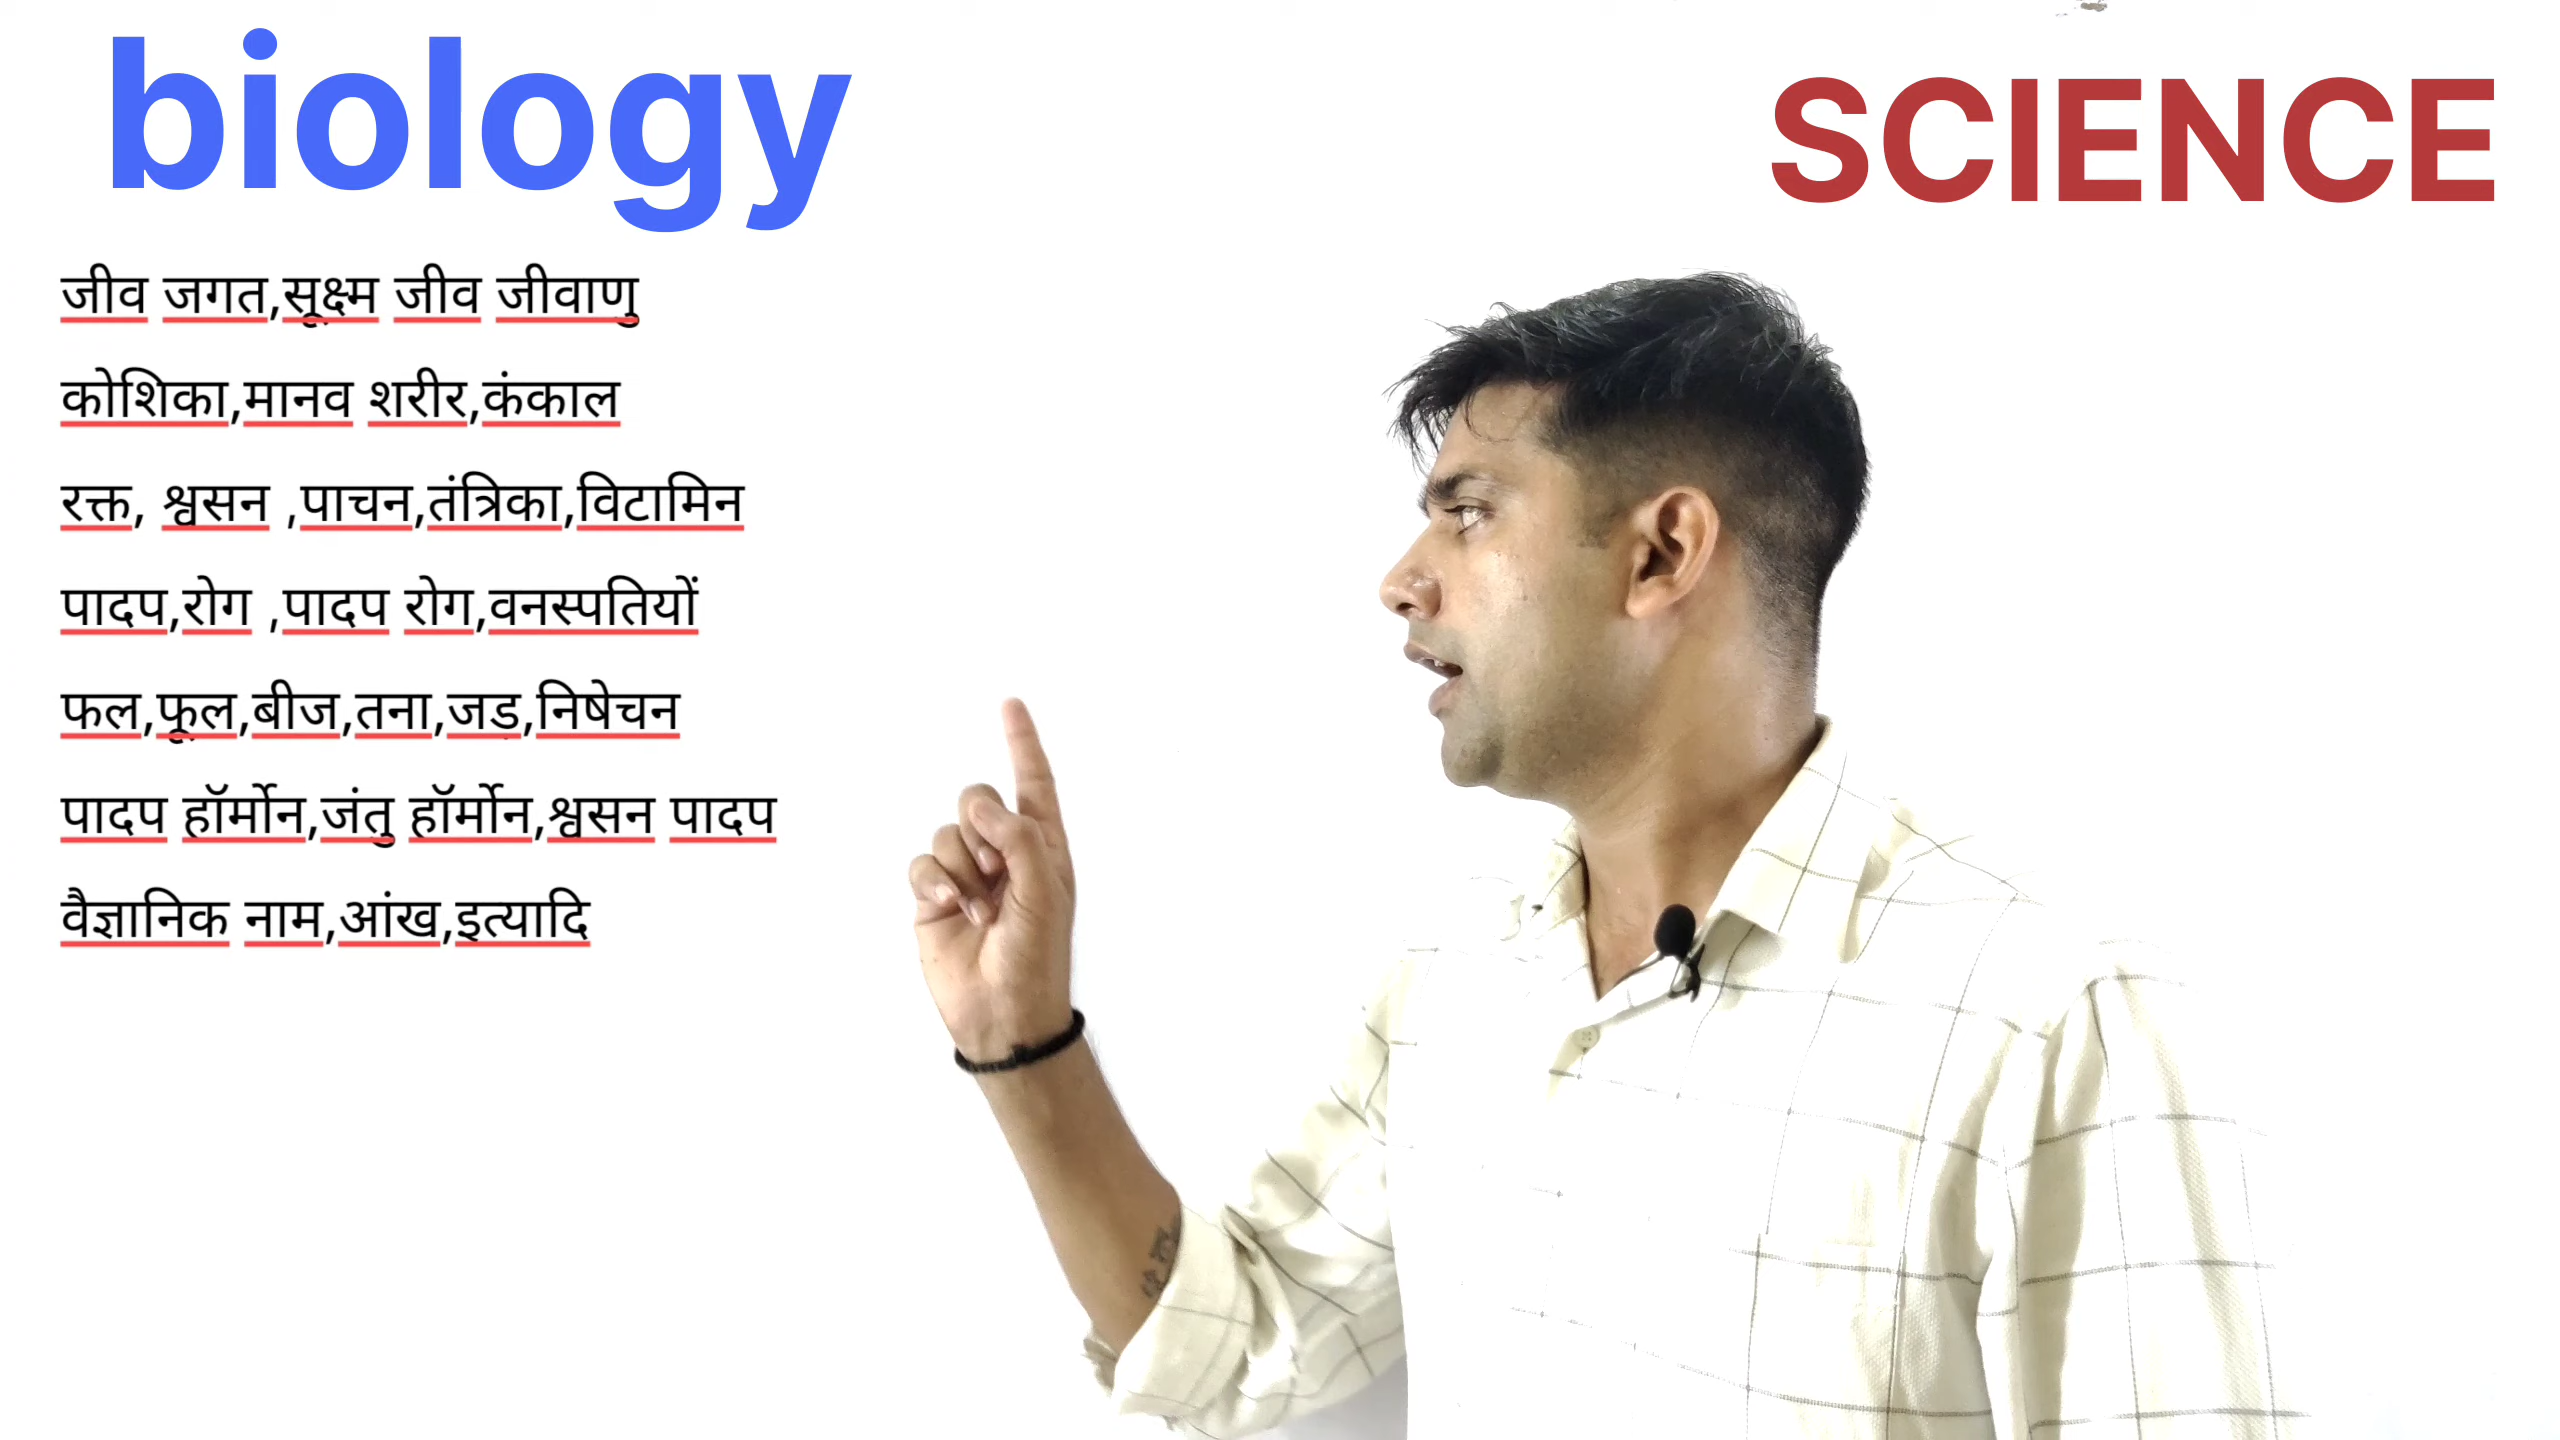 biology
SCIENCE
जीव जगत,सूक्ष्म जीव जीवाणु
कोशिका,मानव शरीर,कंकाल
रक्त, श्वसन ,पाचन,तंत्रिका,विटामिन
पादप,रोग ,पादप रोग,वनस्पतियों
फल,फूल,बीज,तना,जड़,निषेचन
पादप हॉर्मोन,जंतु हॉर्मोन,श्वसन पादप
वैज्ञानिक नाम,आंख,इत्यादि